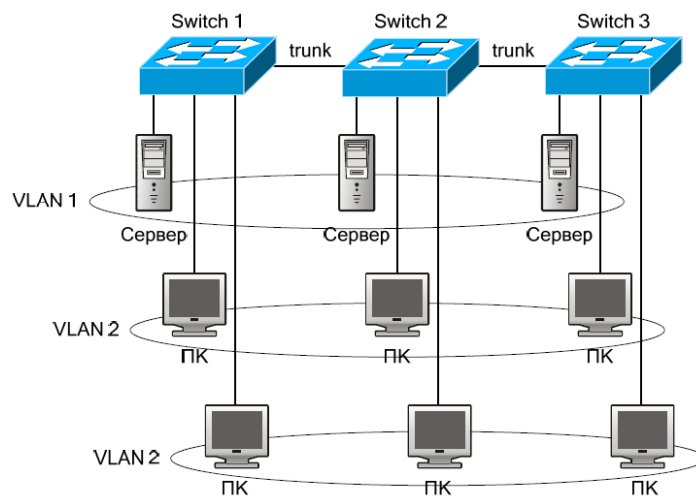 Switch 1
Switch 2
Switch 3
trunk
trunk
VLAN 1
Сервер
Сервер
Сервер
VLAN 2
ПК
ПК
ПК
VLAN 2
ПК
ПК
ПК